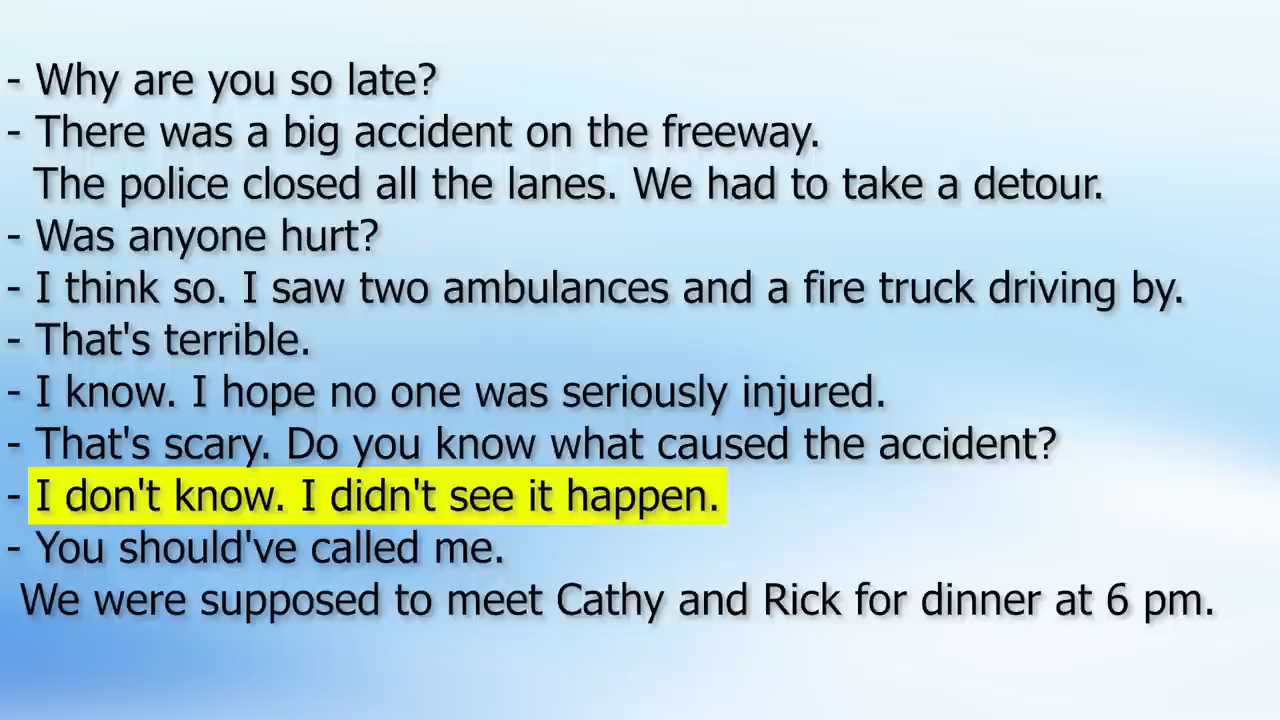 - Why are you so late?
- There was a big accident on the freeway.
The police closed all the lanes. We had to take a detour.
- Was anyone hurt?
- I think so. I saw two ambulances and a fire truck driving by.
- That's terrible.
- I know. I hope no one was seriously injured.
- That's scary. Do you know what caused the accident?
- I don't know. I didn't see it happen.
- You should've called me.
We were supposed to meet Cathy and Rick for dinner at 6 pm.